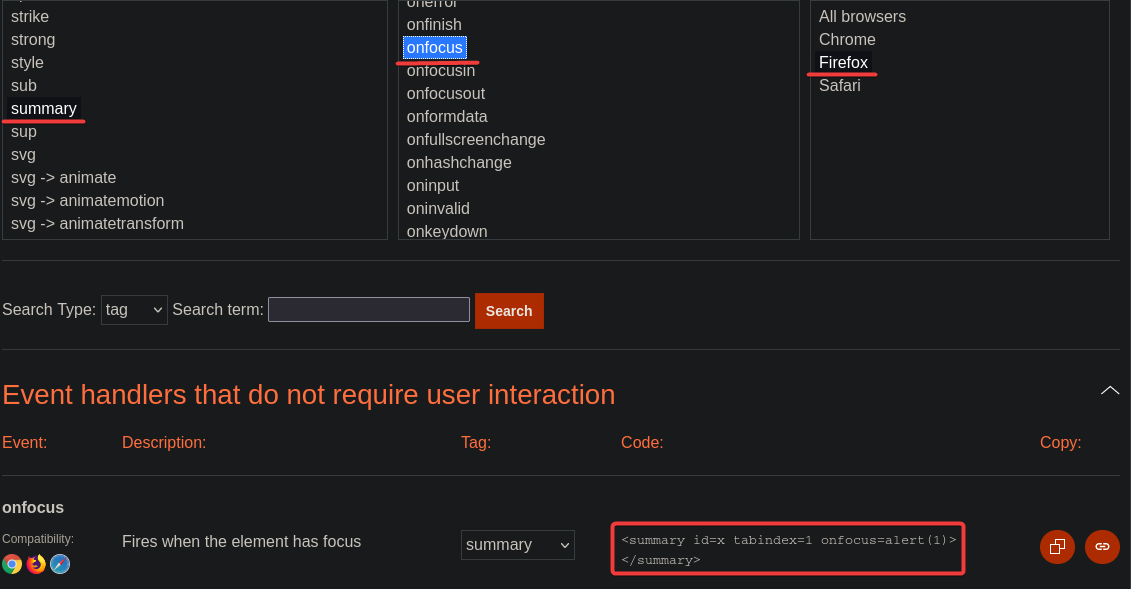 strike
strong
style
sub
summary
sup
svg
svg -> animate
svg -> animatemotion
svg -> animatetransform
onerror
onfinish
onfocus
onfocusin
onfocusout
onformdata
onfullscreenchange
onhashchange
oninput
oninvalid
onkeydown
All browsers
Chrome
Firefox
Safari
Search Type: tag Search term: Search
Event handlers that do not require user interaction
Event: Description: Tag: Code: Copy:
onfocus
Compatibility:
Fires when the element has focus
summary
<summary id=x tabindex=1 onfocus=alert(1)>
</summary>